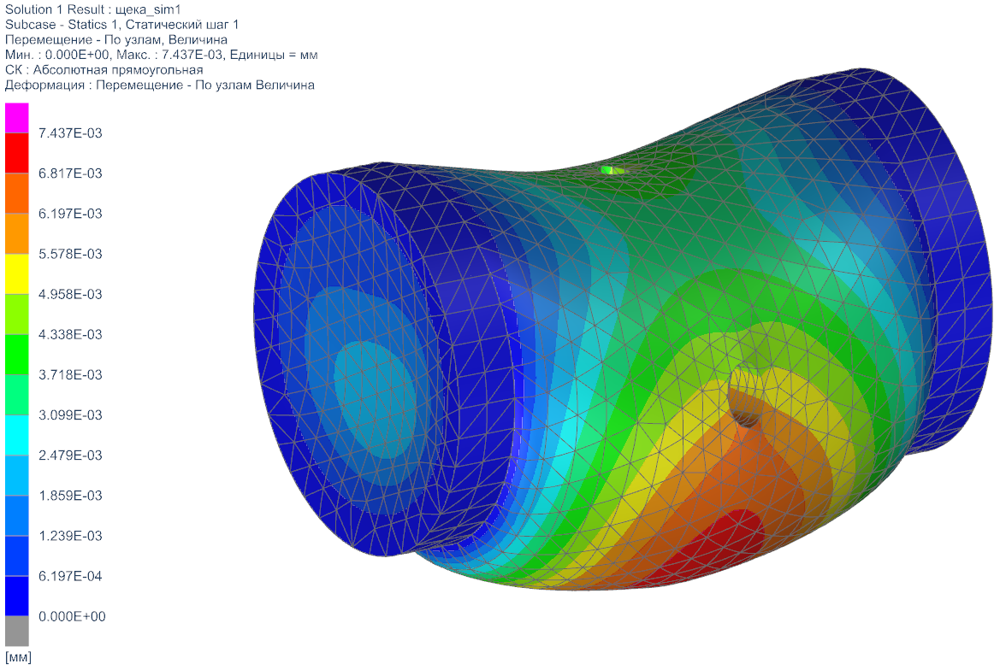 Solution 1 Result : щека_sim1
Subcase - Statics 1, Статический шаг 1
Перемещение - По узлам, Величина
Мин. : 0.000E+00, Макс. : 7.437E-03, Единицы = мм
СК : Абсолютная прямоугольная
Деформация : Перемещение - По узлам Величина
7.437E-03
6.817E-03
6.197E-03
5.578E-03
4.958E-03
4.338E-03
3.718E-03
3.099E-03
2.479E-03
1.859E-03
1.239E-03
6.197E-04
0.000E+00
[мм]